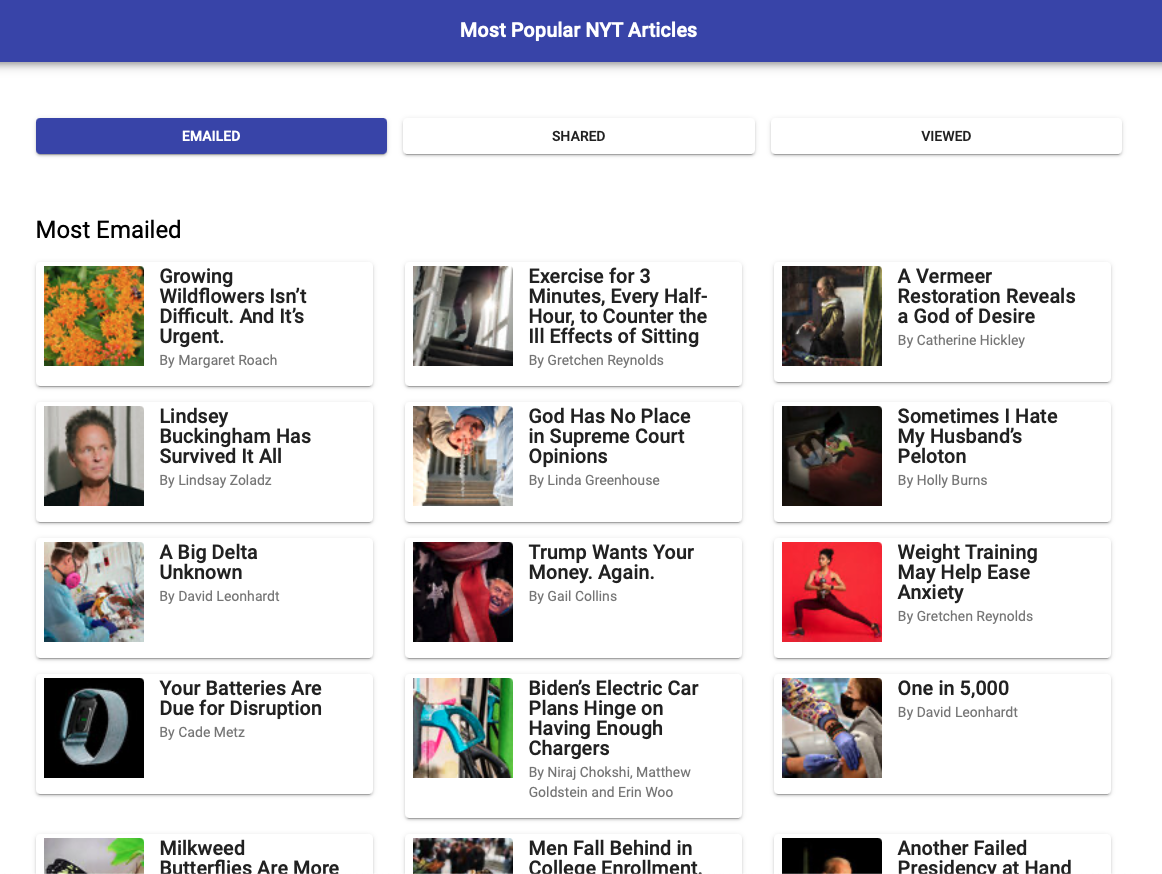 Most Popular NYT Articles
EMAILED
SHARED
VIEWED
Most Emailed
Growing
Wildflowers Isn’t
Difficult. And It’s
Urgent.
By Margaret Roach
Exercise for 3
Minutes, Every Half-
Hour, to Counter the
Ill Effects of Sitting
By Gretchen Reynolds
A Vermeer
Restoration Reveals
a God of Desire
By Catherine Hickley
Lindsey
Buckingham Has
Survived It All
By Lindsay Zoladz
God Has No Place
in Supreme Court
Opinions
By Linda Greenhouse
Sometimes I Hate
My Husband’s
Peloton
By Holly Burns
A Big Delta
Unknown
By David Leonhardt
Trump Wants Your
Money. Again.
By Gail Collins
Weight Training
May Help Ease
Anxiety
By Gretchen Reynolds
Your Batteries Are
Due for Disruption
By Cade Metz
Biden’s Electric Car
Plans Hinge on
Having Enough
Chargers
By Niraj Chokshi, Matthew
Goldstein and Erin Woo
One in 5,000
By David Leonhardt
Milkweed
Butterflies Are More
Men Fall Behind in
College Enrollment.
Another Failed
Presidency at Hand